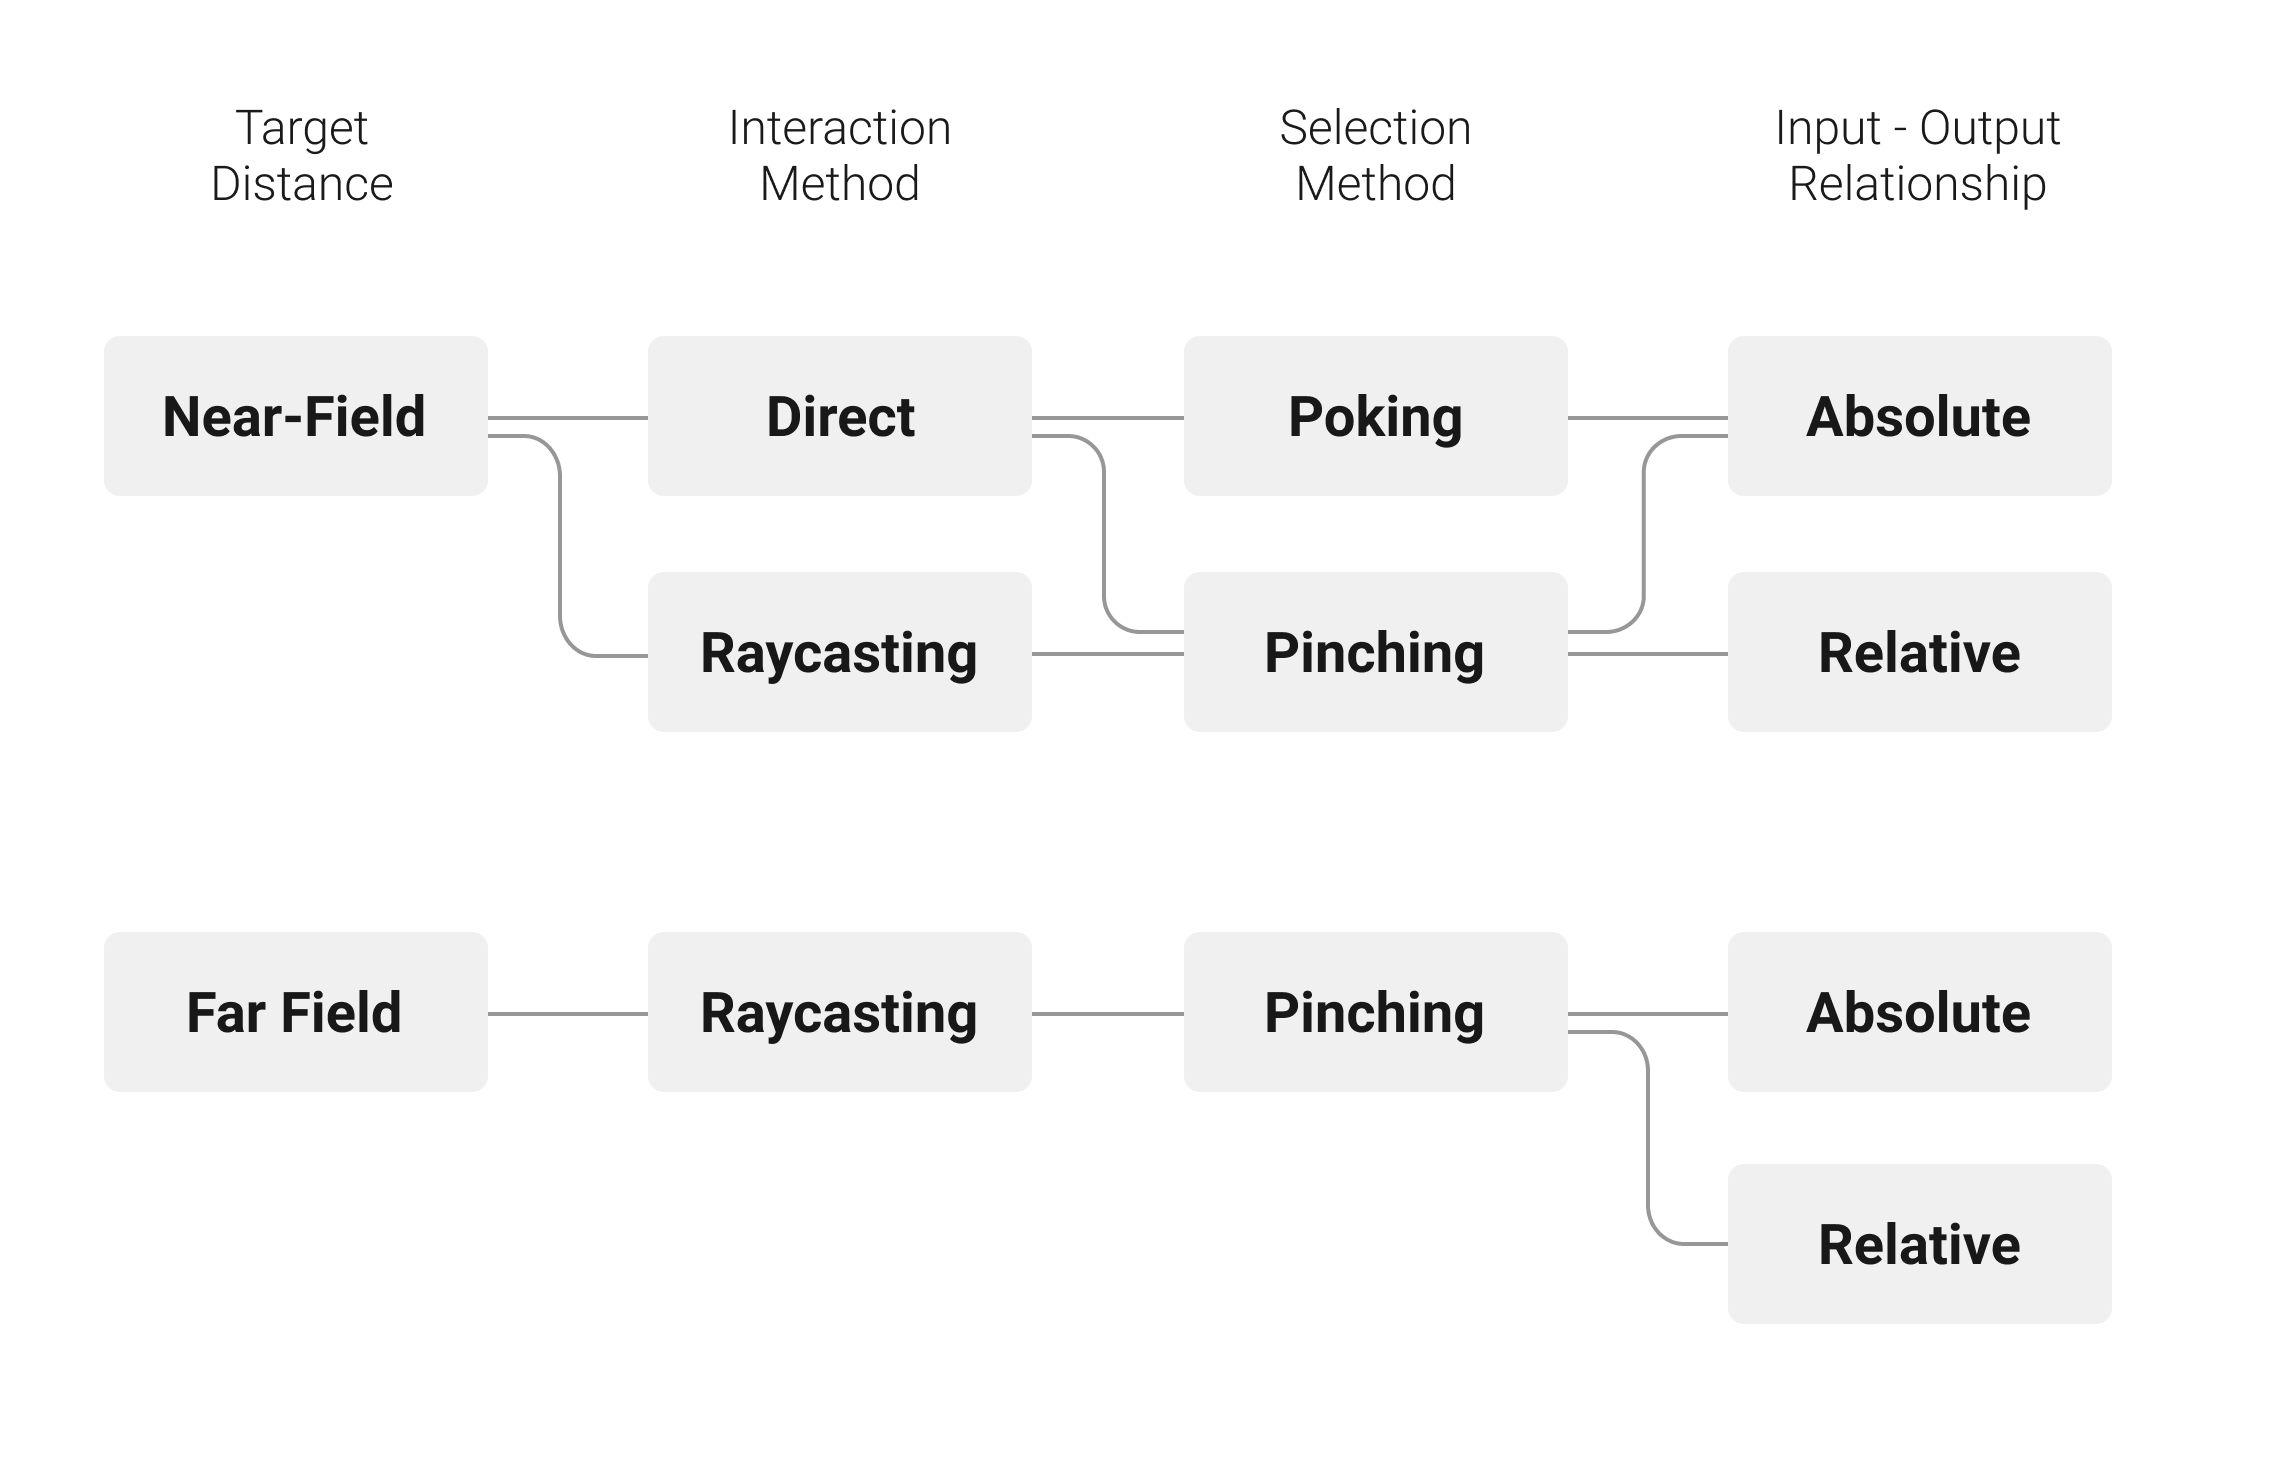 Target
Distance
Interaction
Method
Selection
Method
Input - Output
Relationship
Near-Field
Direct
Poking
Absolute
Raycasting
Pinching
Relative
Far Field
Raycasting
Pinching
Absolute
Relative